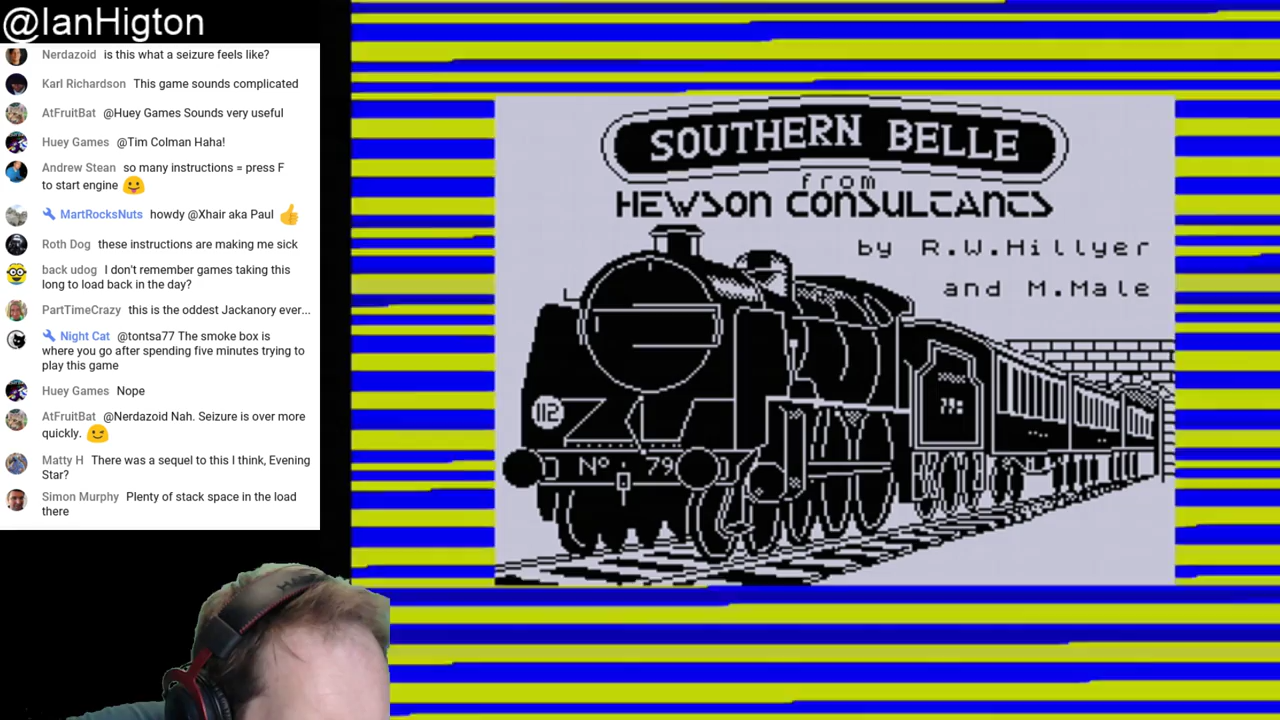 @IanHigton
Nerdazoid is this what a seizure feels like?
Karl Richardson This game sounds complicated
AtFruitBat @Huey Games Sounds very useful
Huey Games @Tim Colman Haha!
Andrew Stean so many instructions = press F
to start engine 😛
MartRocksNuts howdy @Xhair aka Paul 👍
Roth Dog these instructions are making me sick
back udog I don't remember games taking this
long to load back in the day?
PartTimeCrazy this is the oddest Jackanory ever...
Night Cat @tontsa77 The smoke box is
where you go after spending five minutes trying to
play this game
Huey Games Nope
AtFruitBat @Nerdazoid Nah. Seizure is over more
quickly. 😉
Matty H There was a sequel to this I think, Evening
Star?
Simon Murphy Plenty of stack space in the load
there
SOUTHERN BELLE
from
HEWSON CONSULTANTS
by R.W.Hillyer
and M.Male
112
Nº 79